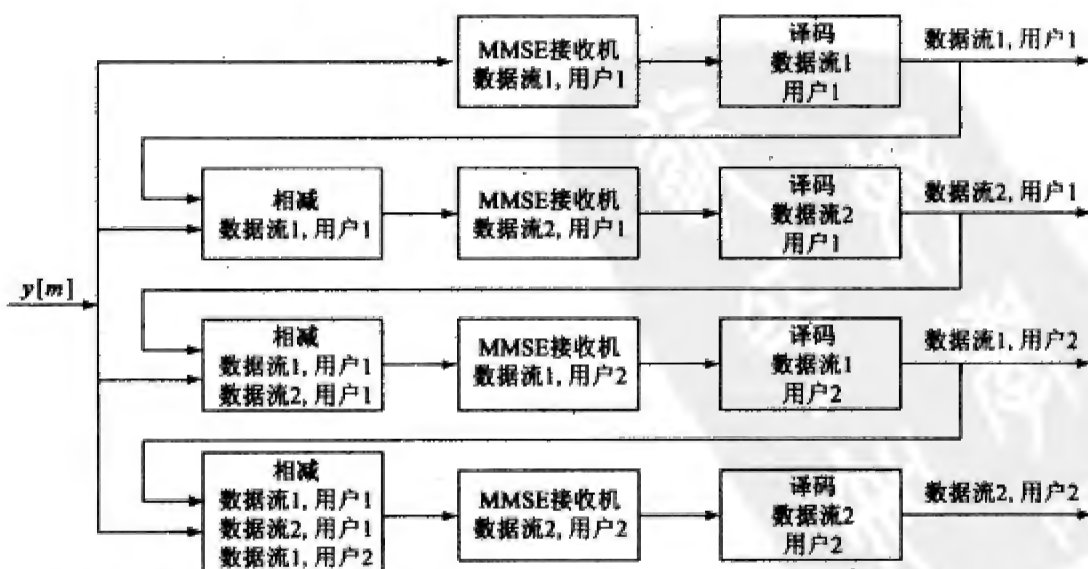 MMSE接收机
数据流1, 用户1
译码
数据流1
用户1
数据流1, 用户1
相减
数据流1, 用户1
MMSE接收机
数据流2, 用户1
译码
数据流2
用户1
数据流2, 用户1
y[m]
相减
数据流1, 用户1
数据流2, 用户1
MMSE接收机
数据流1, 用户2
译码
数据流1
用户2
数据流1, 用户2
相减
数据流1, 用户1
数据流2, 用户1
数据流1, 用户2
MMSE接收机
数据流2, 用户2
译码
数据流2
用户2
数据流2, 用户2